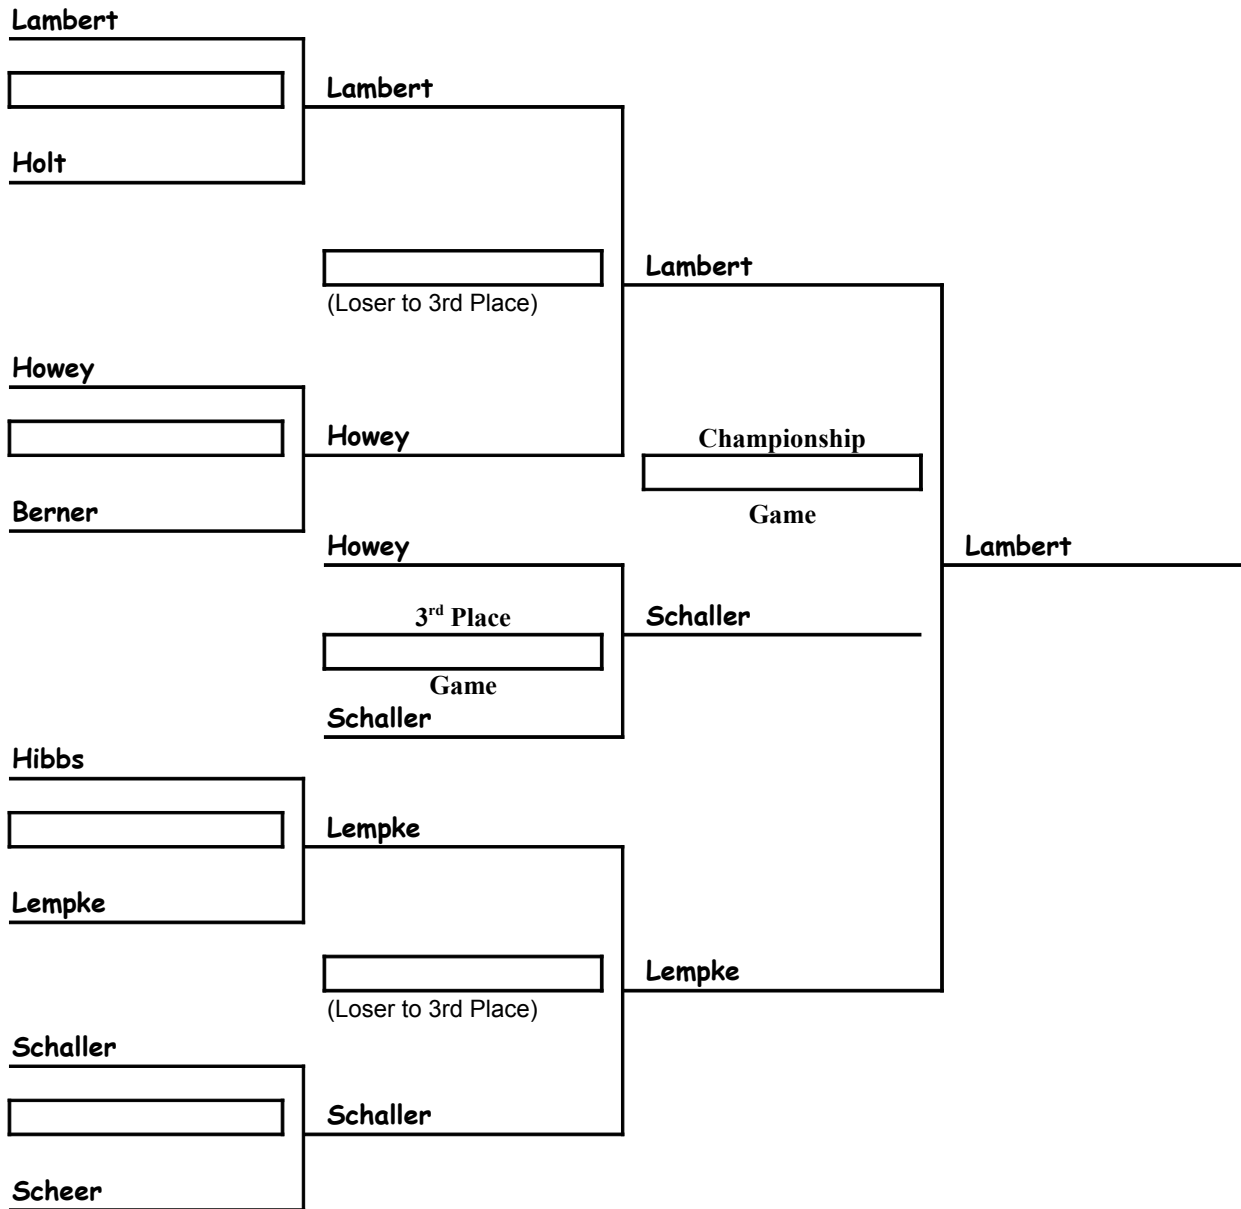 Lambert
Lambert
Holt
Lambert
(Loser to 3rd Place)
Howey
Howey
Championship
Berner
Game
Howey
Lambert
3rd Place
Schaller
Game
Schaller
Hibbs
Lempke
Lempke
Lempke
(Loser to 3rd Place)
Schaller
Schaller
Scheer